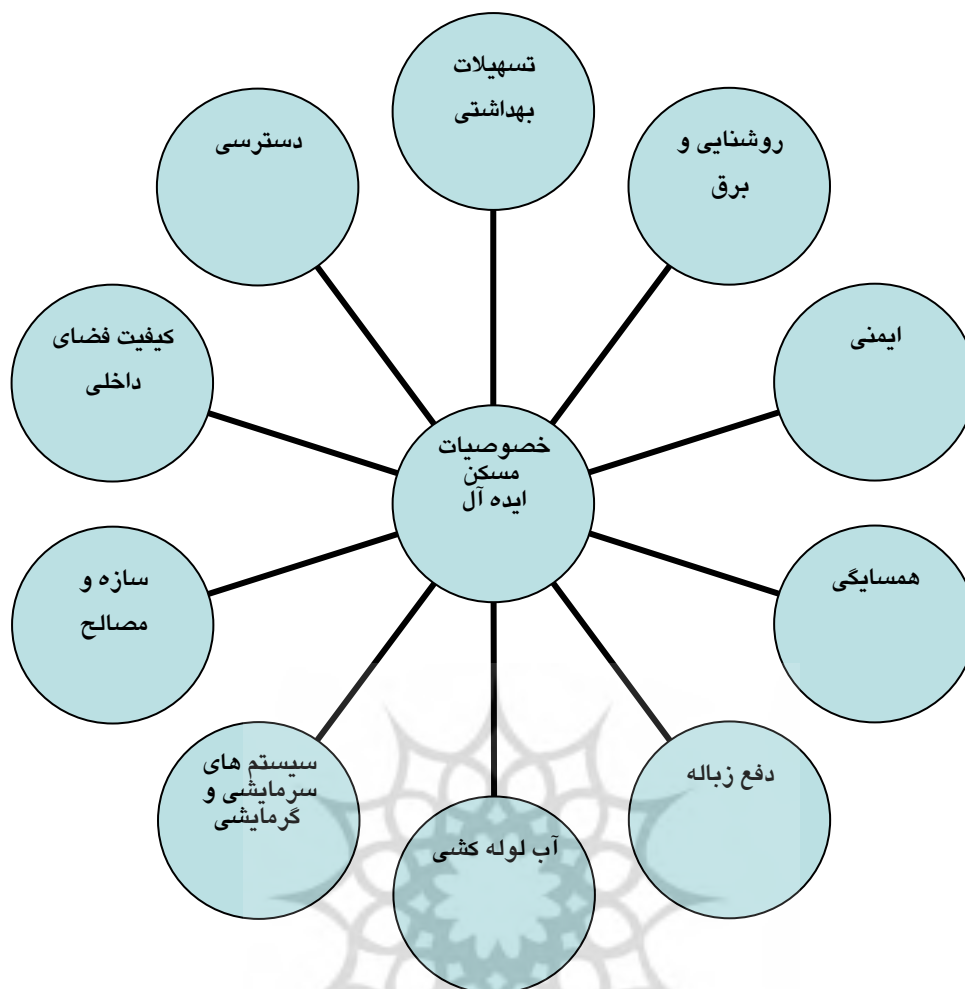 تسهیلات
بهداشتی
روشنایی و
برق
دسترسی
ایمنی
کیفیت فضای
داخلی
خصوصیات
مسکن
ایده آل
همسایگی
سازه و
مصالح
دفع زباله
سیستم های
سرمایشی و
گرمایشی
آب لوله کشی